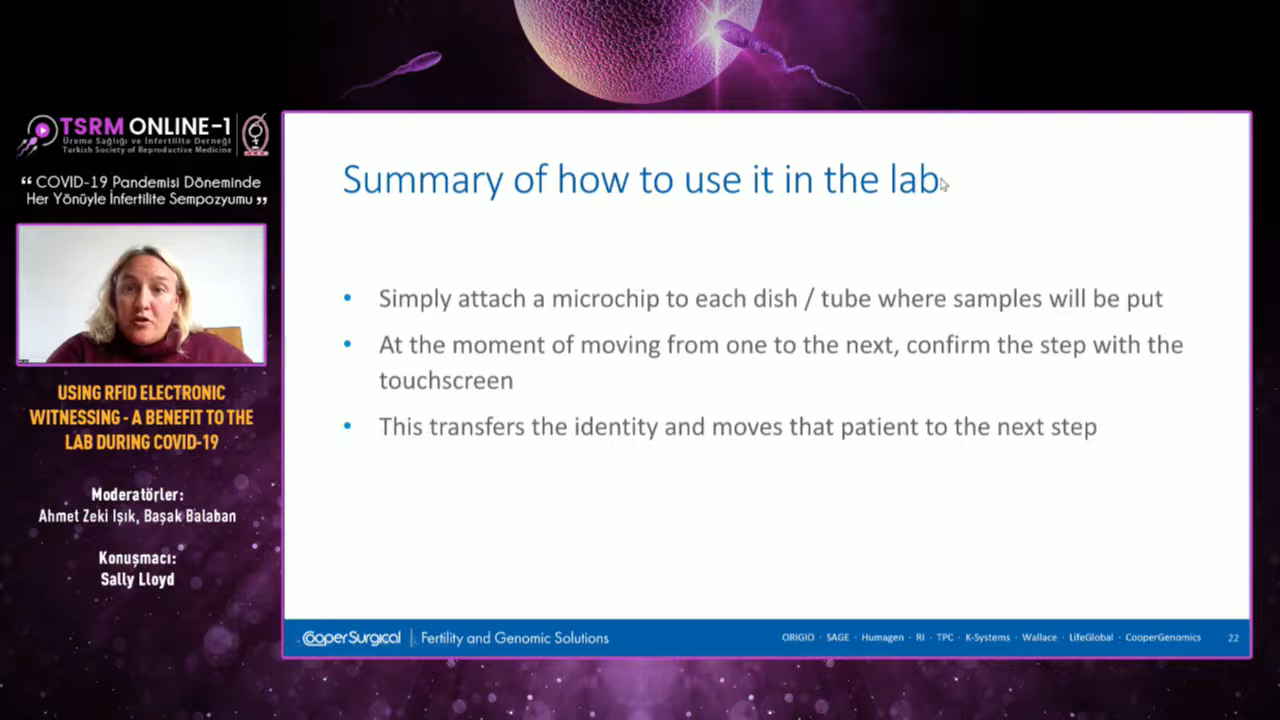 TSRM ONLINE-1
Üreme Sağlığı ve İnfertilite Derneği
Turkish Society of Reproductive Medicine
“ COVID-19 Pandemisi Döneminde
Her Yönüyle İnfertilite Sempozyumu ”
USING RFID ELECTRONIC
WITNESSING - A BENEFIT TO THE
LAB DURING COVID-19
Moderatörler:
Ahmet Zeki Işık, Başak Balaban
Konuşmacı:
Sally Lloyd
Summary of how to use it in the lab
• Simply attach a microchip to each dish / tube where samples will be put
• At the moment of moving from one to the next, confirm the step with the
touchscreen
• This transfers the identity and moves that patient to the next step
CooperSurgical | Fertility and Genomic Solutions
ORIGIO · SAGE · Humagen · RI · TPC · K-Systems · Wallace · LifeGlobal · CooperGenomics 22